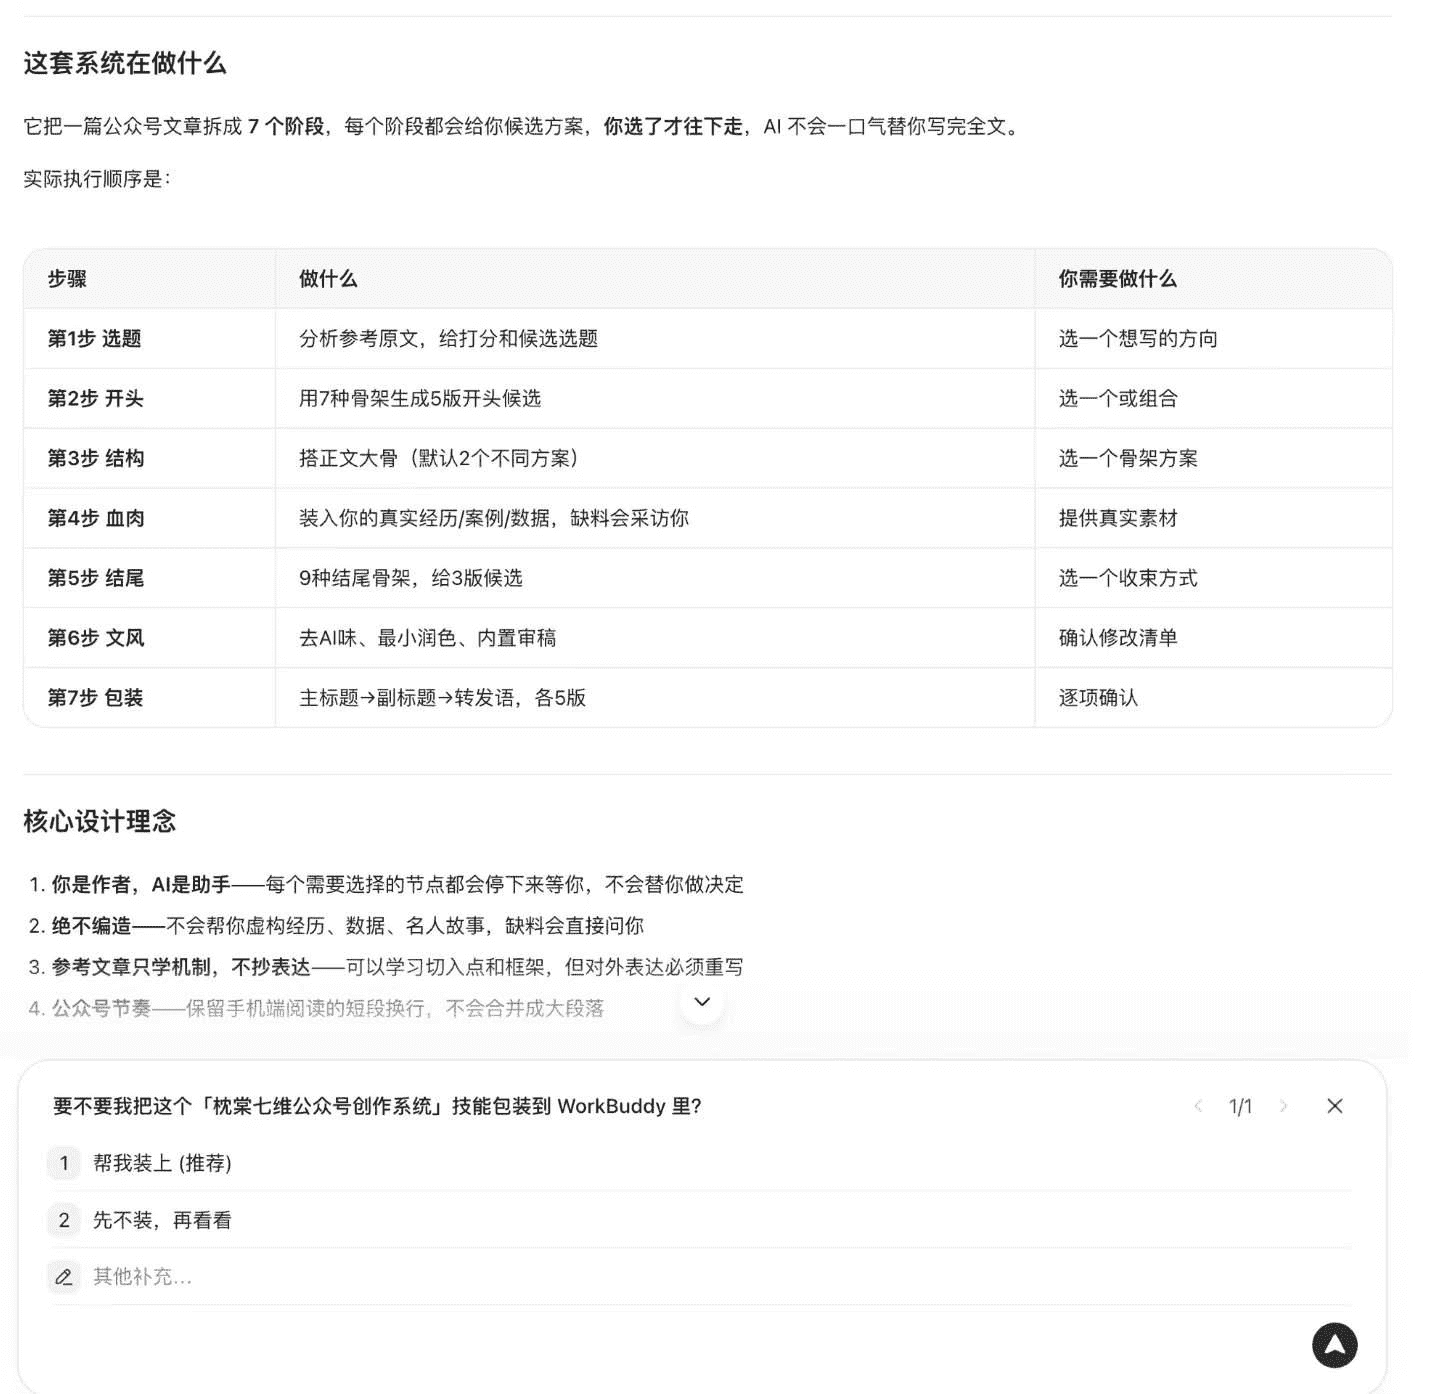 这套系统在做什么
它把一篇公众号文章拆成 7 个阶段，每个阶段都会给你候选方案，你选了才往下走，AI 不会一口气替你写完全文。
实际执行顺序是：
步骤 做什么 你需要做什么
第1步 选题 分析参考原文，给打分和候选选题 选一个想写的方向
第2步 开头 用7种骨架生成5版开头候选 选一个或组合
第3步 结构 搭正文大骨（默认2个不同方案） 选一个骨架方案
第4步 血肉 装入你的真实经历/案例/数据，缺料会采访你 提供真实素材
第5步 结尾 9种结尾骨架，给3版候选 选一个收束方式
第6步 文风 去AI味、最小润色、内置审稿 确认修改清单
第7步 包装 主标题→副标题→转发语，各5版 逐项确认
核心设计理念
1. 你是作者，AI是助手——每个需要选择的节点都会停下来等你，不会替你做决定
2. 绝不编造——不会帮你虚构经历、数据、名人故事，缺料会直接问你
3. 参考文章只学机制，不抄表达——可以学习切入点和框架，但对外表达必须重写
4. 公众号节奏——保留手机端阅读的短段换行，不会合并成大段落
要不要我把这个「枕棠七维公众号创作系统」技能包装到 WorkBuddy 里？
1/1
1 帮我装上 (推荐)
2 先不装，再看看
其他补充...